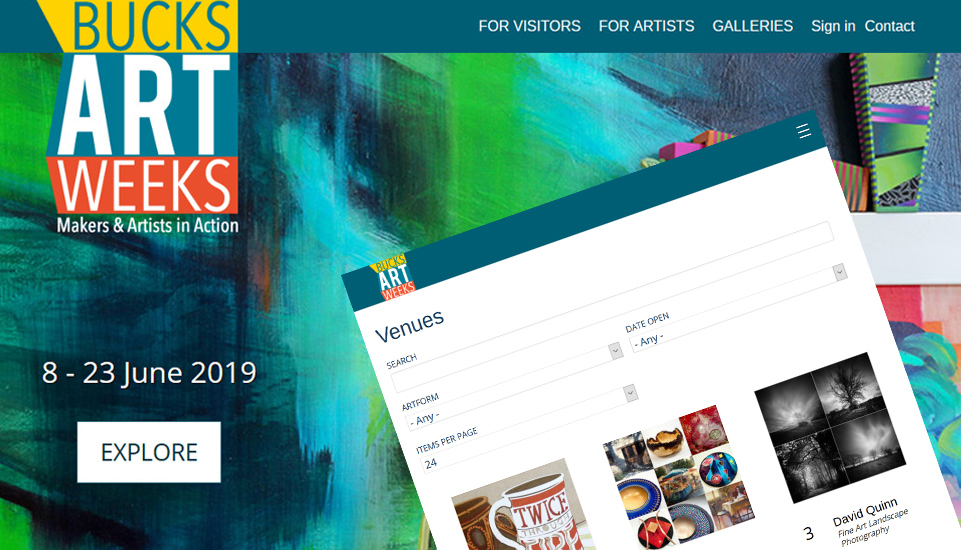 BUCKS
ART
WEEKS
Makers & Artists in Action
FOR VISITORS FOR ARTISTS GALLERIES Sign in Contact
8 - 23 June 2019
EXPLORE
BUCKS
ART
WEEKS
Venues
SEARCH
ARTFORM
- Any -
DATE OPEN
- Any -
ITEMS PER PAGE
24
TWICE
THROUGH
3
David Quinn
Fine Art Landscape
Photography